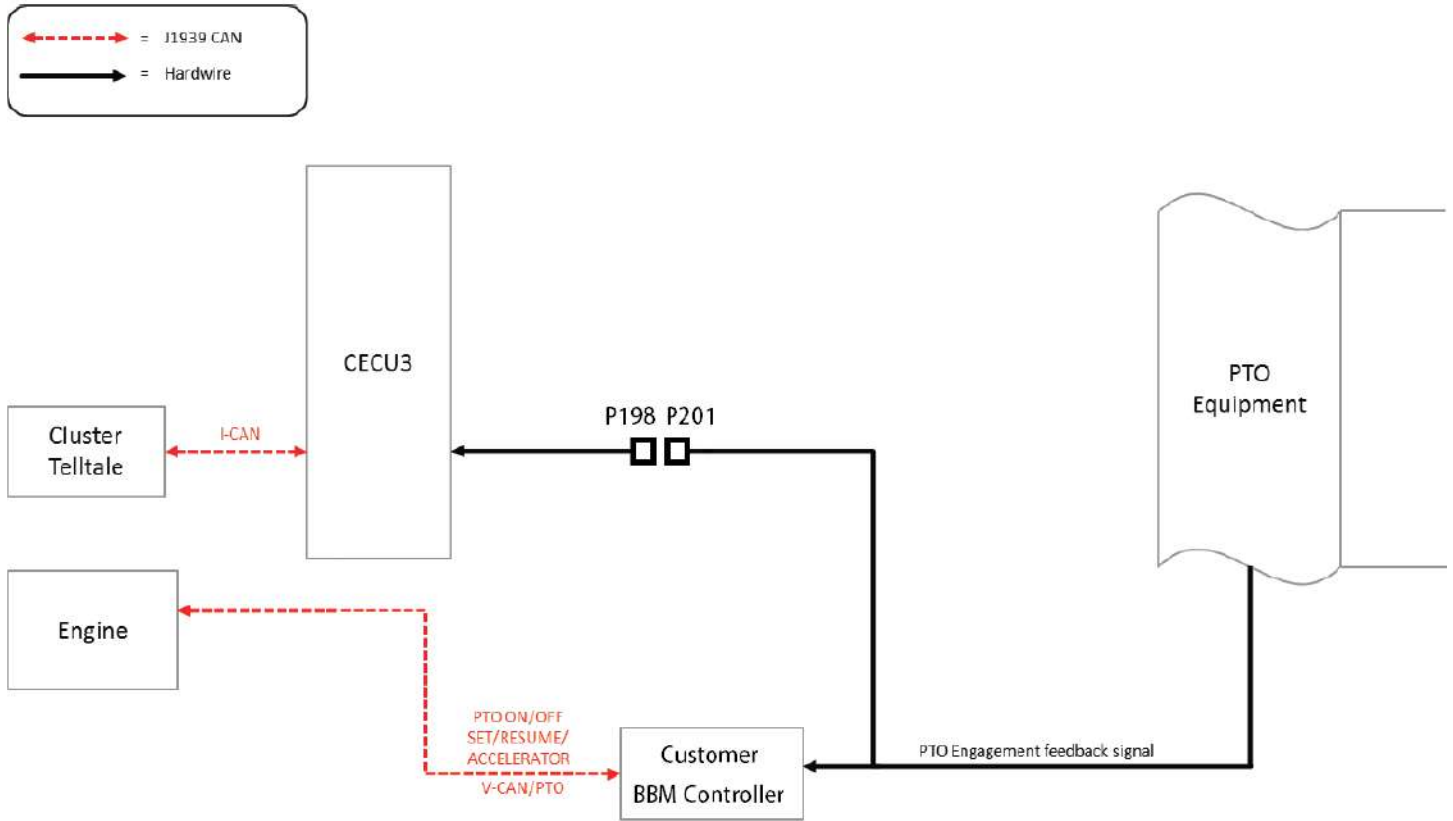 = J1939 CAN
= Hardwire
CECU3
PTO
Equipment
P198 P201
Cluster
Telltale
I-CAN
Engine
PTO ON/OFF
SET/RESUME/
ACCELERATOR
V-CAN/PTO
Customer
BBM Controller
PTO Engagement feedback signal